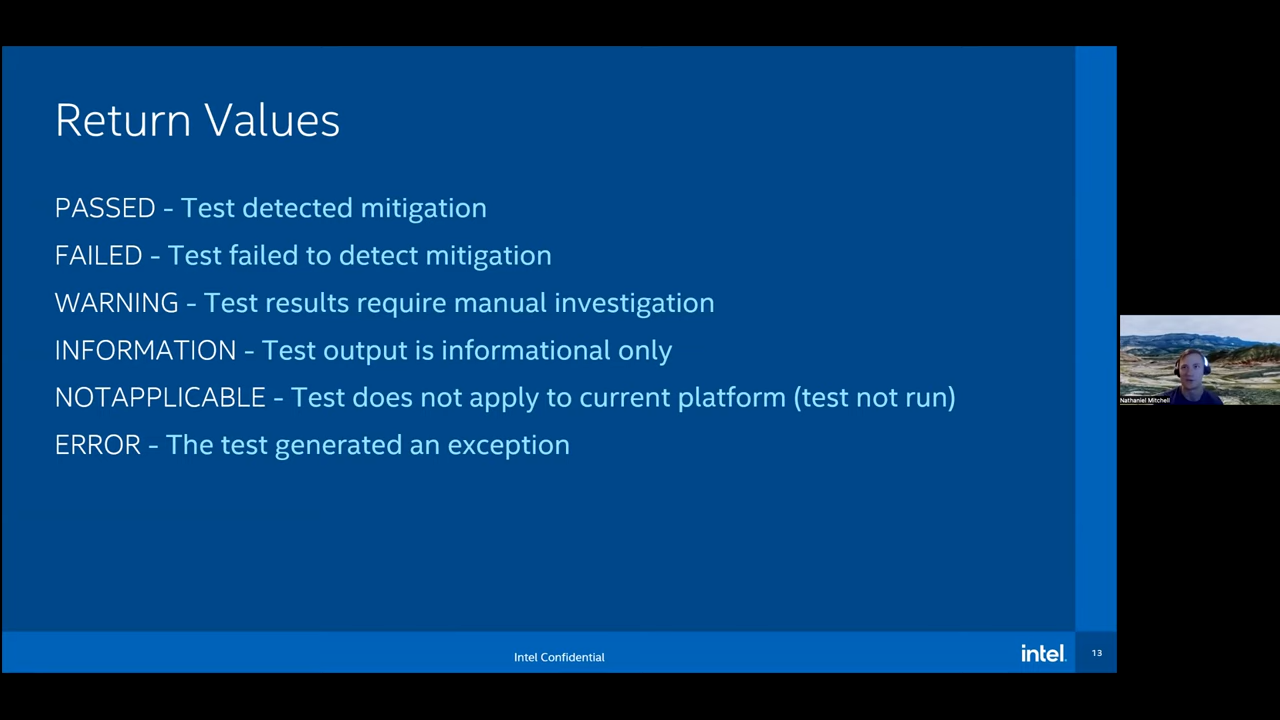 Return Values
PASSED - Test detected mitigation
FAILED - Test failed to detect mitigation
WARNING - Test results require manual investigation
INFORMATION - Test output is informational only
NOTAPPLICABLE - Test does not apply to current platform (test not run)
ERROR - The test generated an exception
Nathaniel Mitchell
Intel Confidential
intel.
13